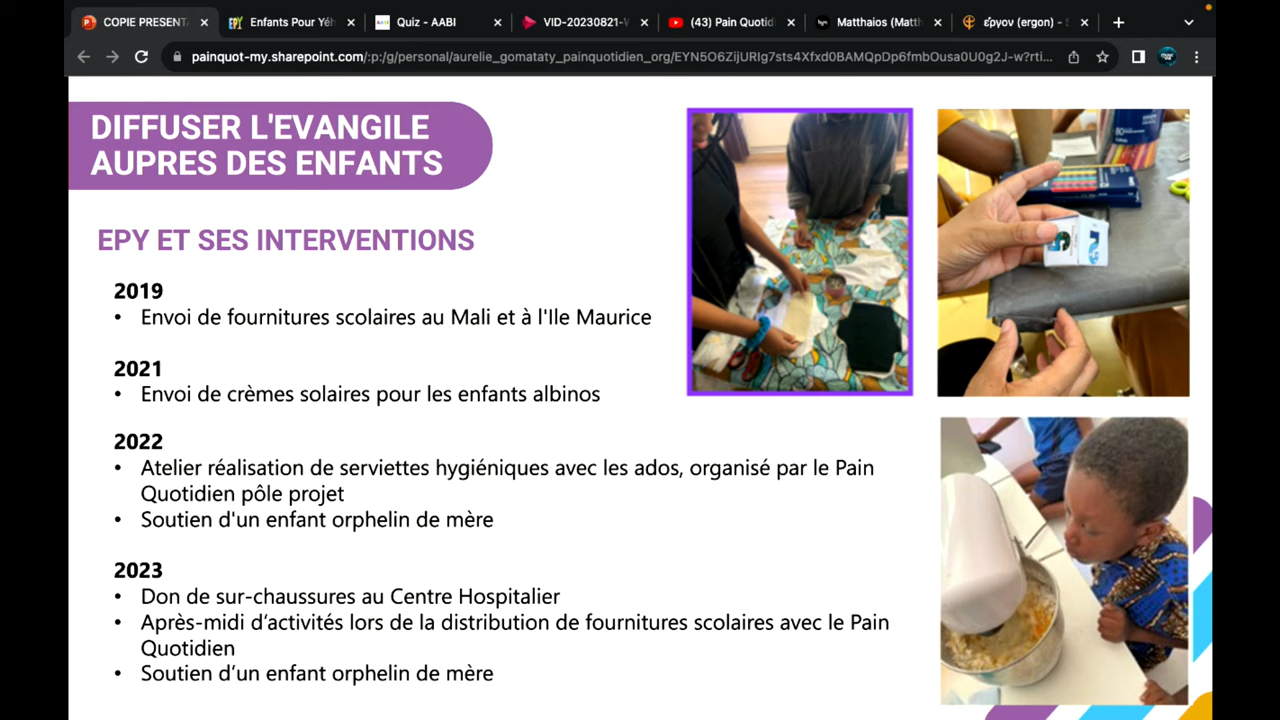 COPIE PRESENT
Enfants Pour Yéh
Quiz - AABI
VID-20230821-W
(43) Pain Quotidi
Matthaios (Matth
ἔργον (ergon) - S
painquot-my.sharepoint.com/:p:/g/personal/aurelie_gomataty_painquotidien_org/EYN5O6ZijURIg7sts4Xfxd0BAMQpDp6fmbOusa0U0g2J-w?rti...
DIFFUSER L'EVANGILE
AUPRES DES ENFANTS
EPY ET SES INTERVENTIONS
2019
• Envoi de fournitures scolaires au Mali et à l'Ile Maurice
2021
• Envoi de crèmes solaires pour les enfants albinos
2022
• Atelier réalisation de serviettes hygiéniques avec les ados, organisé par le Pain
Quotidien pôle projet
• Soutien d'un enfant orphelin de mère
2023
• Don de sur-chaussures au Centre Hospitalier
• Après-midi d’activités lors de la distribution de fournitures scolaires avec le Pain
Quotidien
• Soutien d’un enfant orphelin de mère